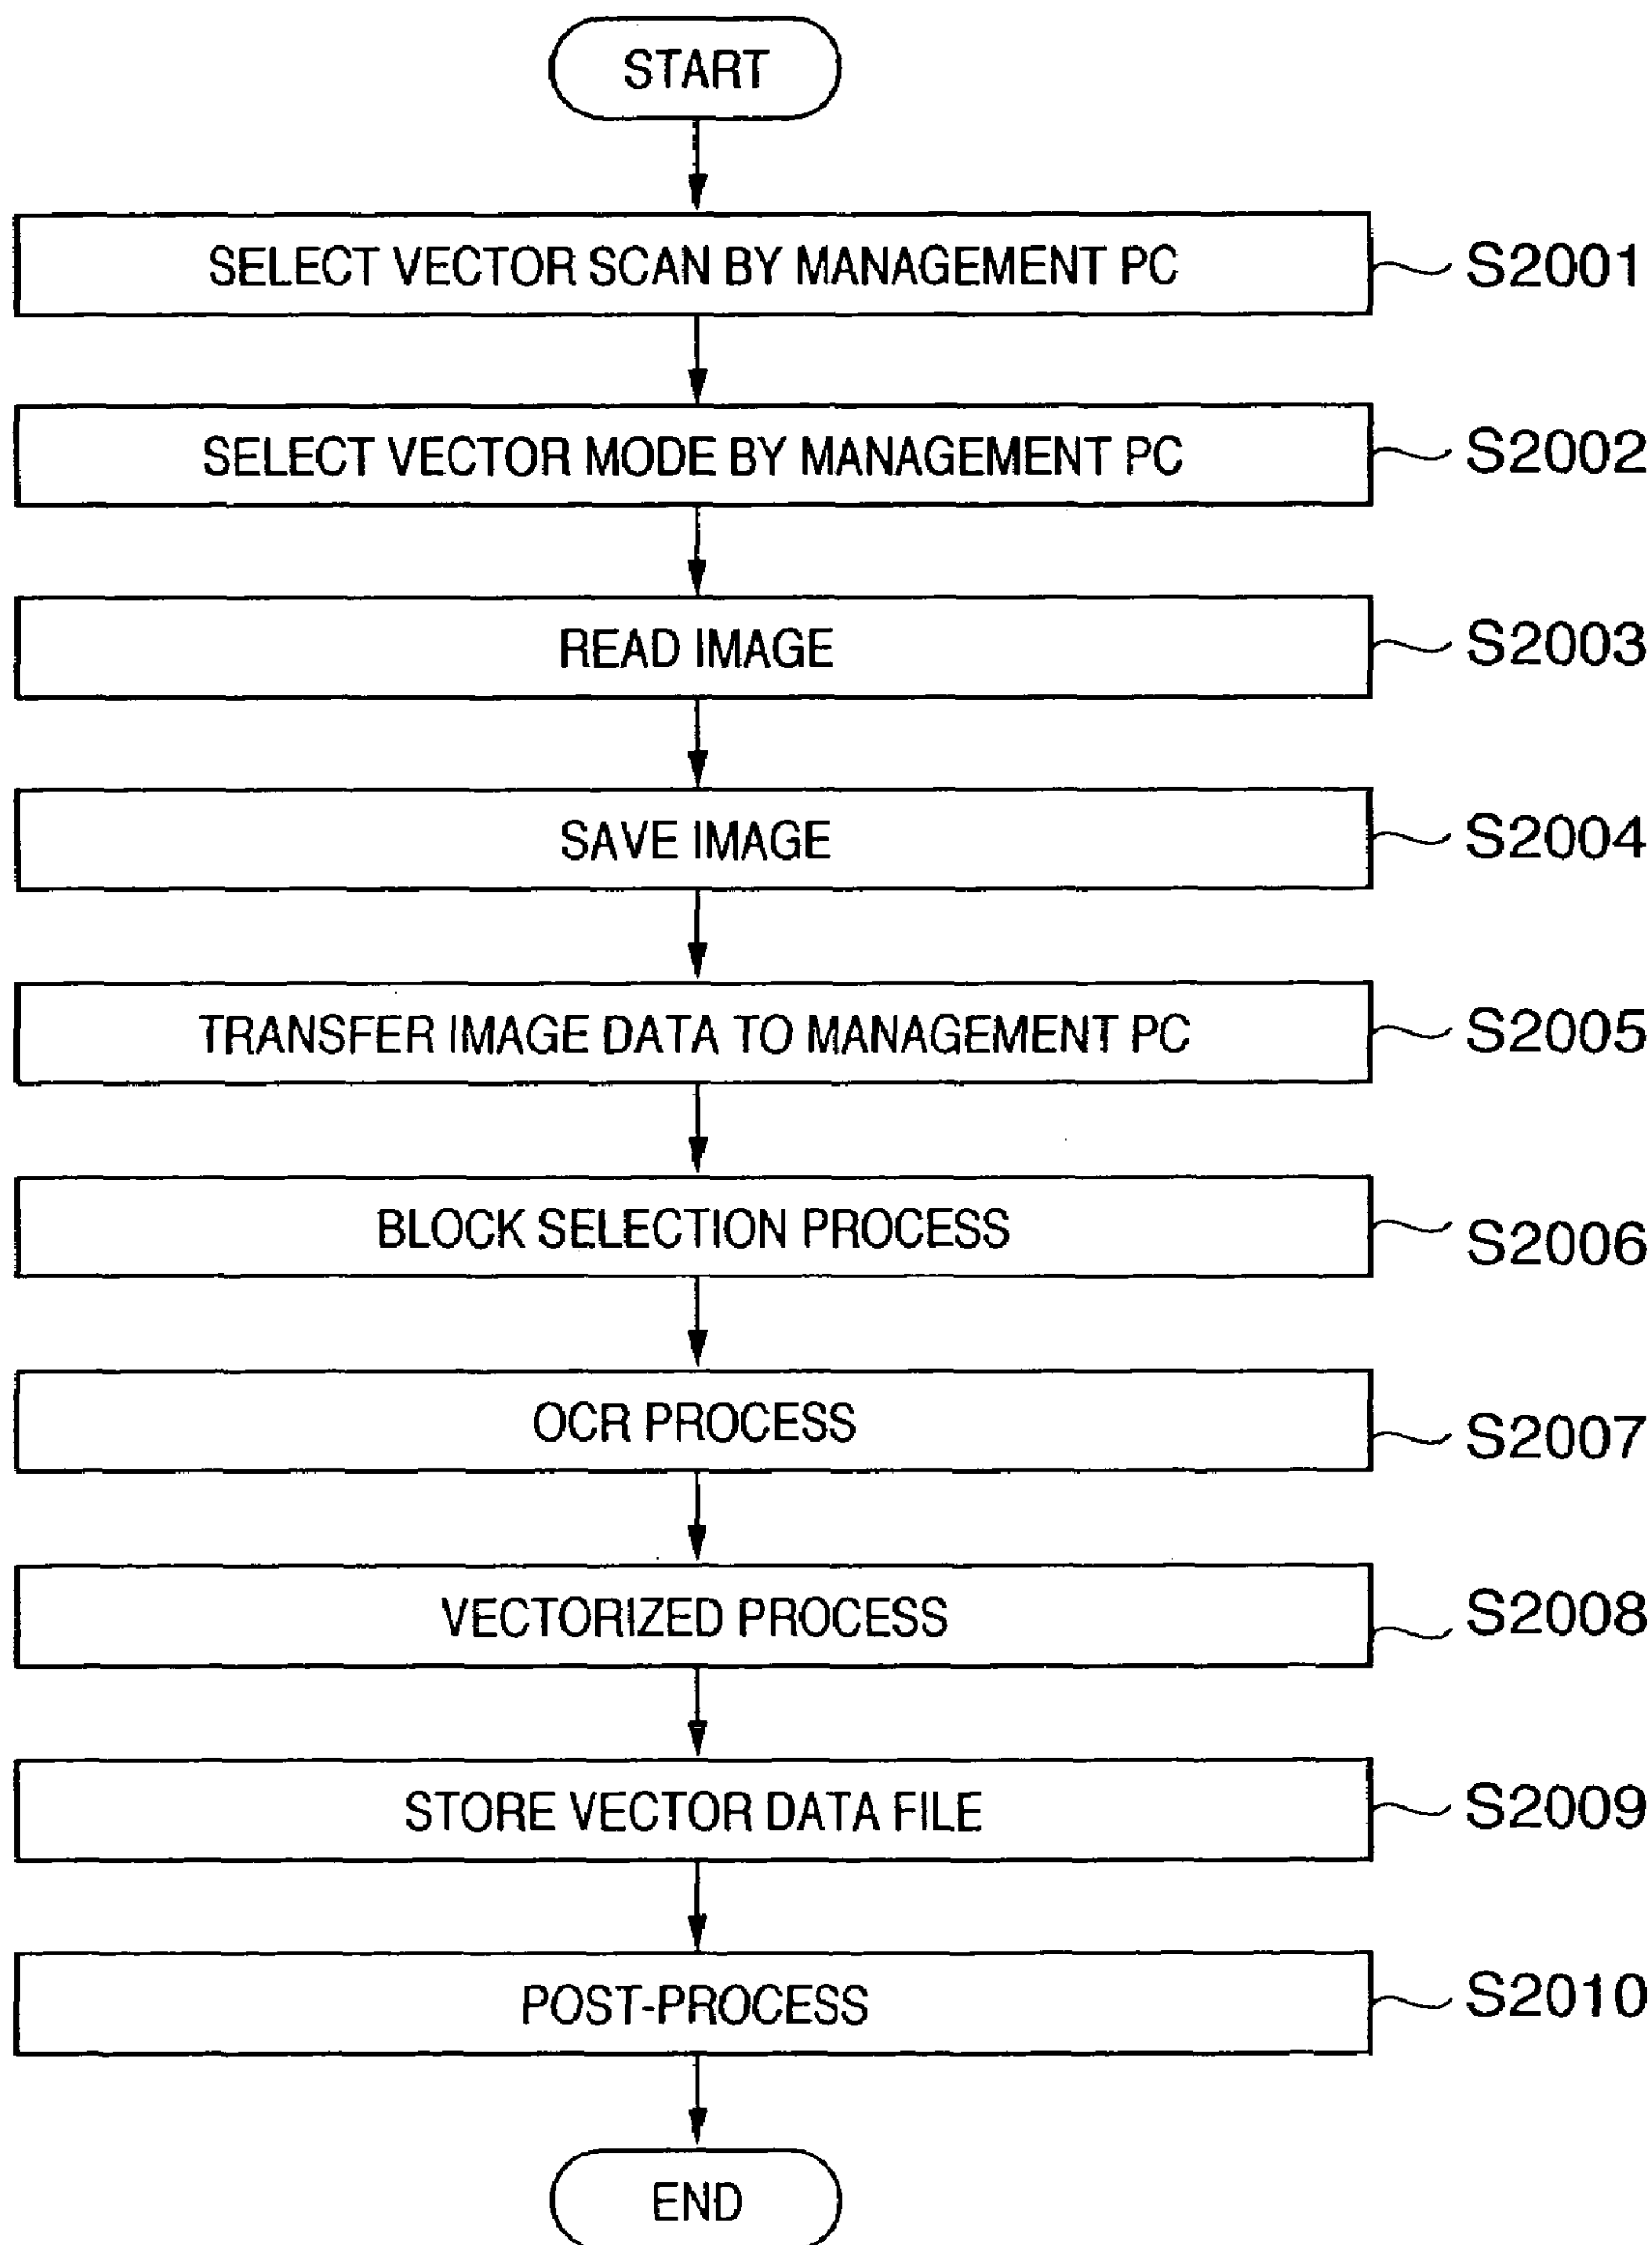 START
SELECT VECTOR SCAN BY MANAGEMENT PC S2001
SELECT VECTOR MODE BY MANAGEMENT PC S2002
READ IMAGE S2003
SAVE IMAGE S2004
TRANSFER IMAGE DATA TO MANAGEMENT PC S2005
BLOCK SELECTION PROCESS S2006
OCR PROCESS S2007
VECTORIZED PROCESS S2008
STORE VECTOR DATA FILE S2009
POST-PROCESS S2010
END